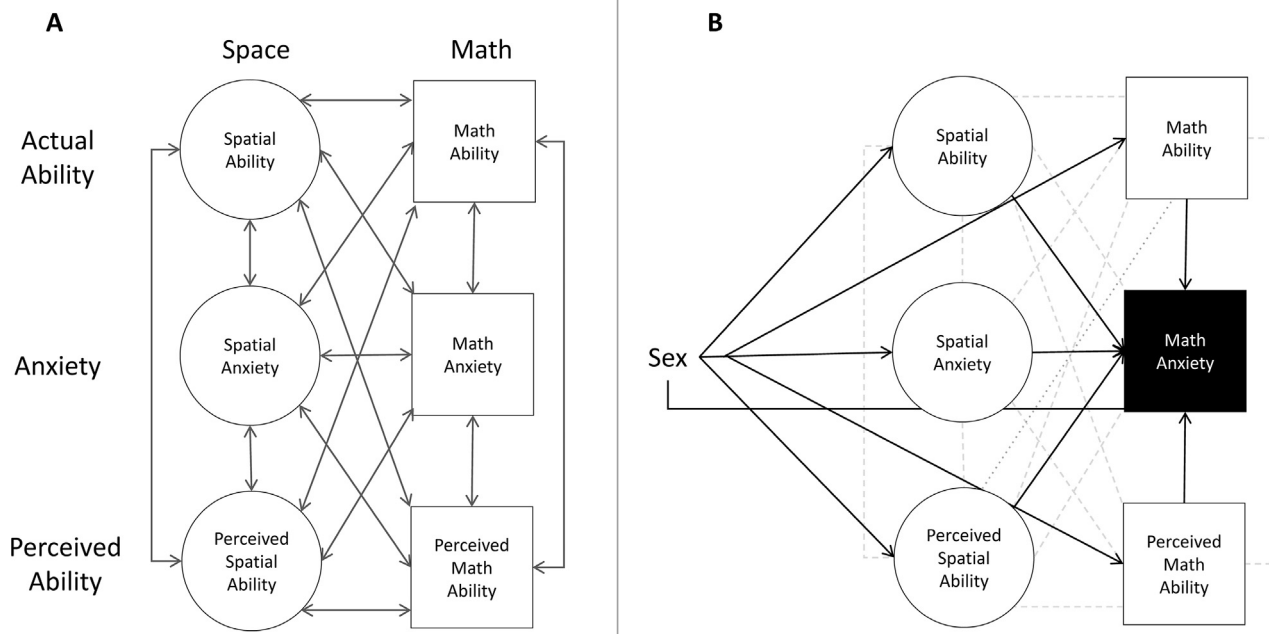 A
Space
Math
Actual
Ability
Spatial
Ability
Math
Ability
Anxiety
Spatial
Anxiety
Math
Anxiety
Perceived
Ability
Perceived
Spatial
Ability
Perceived
Math
Ability
B
Spatial
Ability
Math
Ability
Sex
Spatial
Anxiety
Math
Anxiety
Perceived
Spatial
Ability
Perceived
Math
Ability